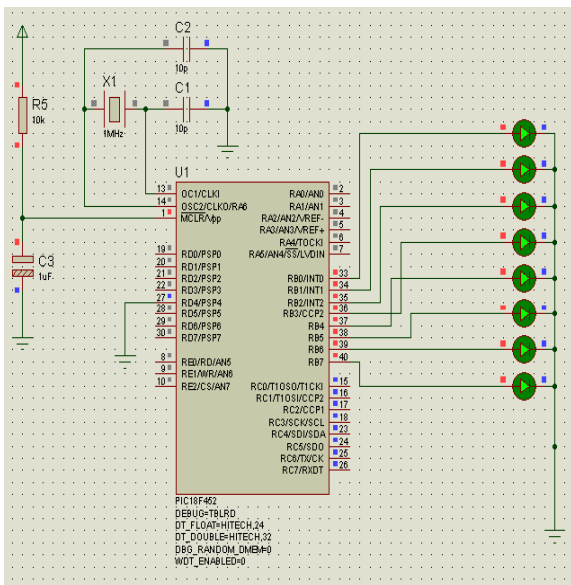 C2
10p
X1
C1
1MHz
10p
R5
10k
U1
13 OC1/CLKI
14 OSC2/CLKO/RA6
1 MCLR/Vpp
19 RD0/PSP0
20 RD1/PSP1
21 RD2/PSP2
22 RD3/PSP3
27 RD4/PSP4
28 RD5/PSP5
29 RD6/PSP6
30 RD7/PSP7
8 RE0/RD/AN5
9 RE1/WR/AN6
10 RE2/CS/AN7
RA0/AN0 2
RA1/AN1 3
RA2/AN2/VREF- 4
RA3/AN3/VREF+ 5
RA4/TOCKI 6
RA5/AN4/SS/LVDIN 7
RB0/INT0 33
RB1/INT1 34
RB2/INT2 35
RB3/CCP2 36
RB4 37
RB5 38
RB6 39
RB7 40
RC0/T1OSO/T1CKI 15
RC1/T1OSI/CCP2 16
RC2/CCP1 17
RC3/SCK/SCL 18
RC4/SDI/SDA 23
RC5/SDO 24
RC6/TX/CK 25
RC7/RX/DT 26
C3
1uF
PIC18F452
DEBUG=TBLRD
DT_FLOAT=HITECH,24
DT_DOUBLE=HITECH,32
DBG_RANDOM_DMEM=0
WDT_ENABLED=0